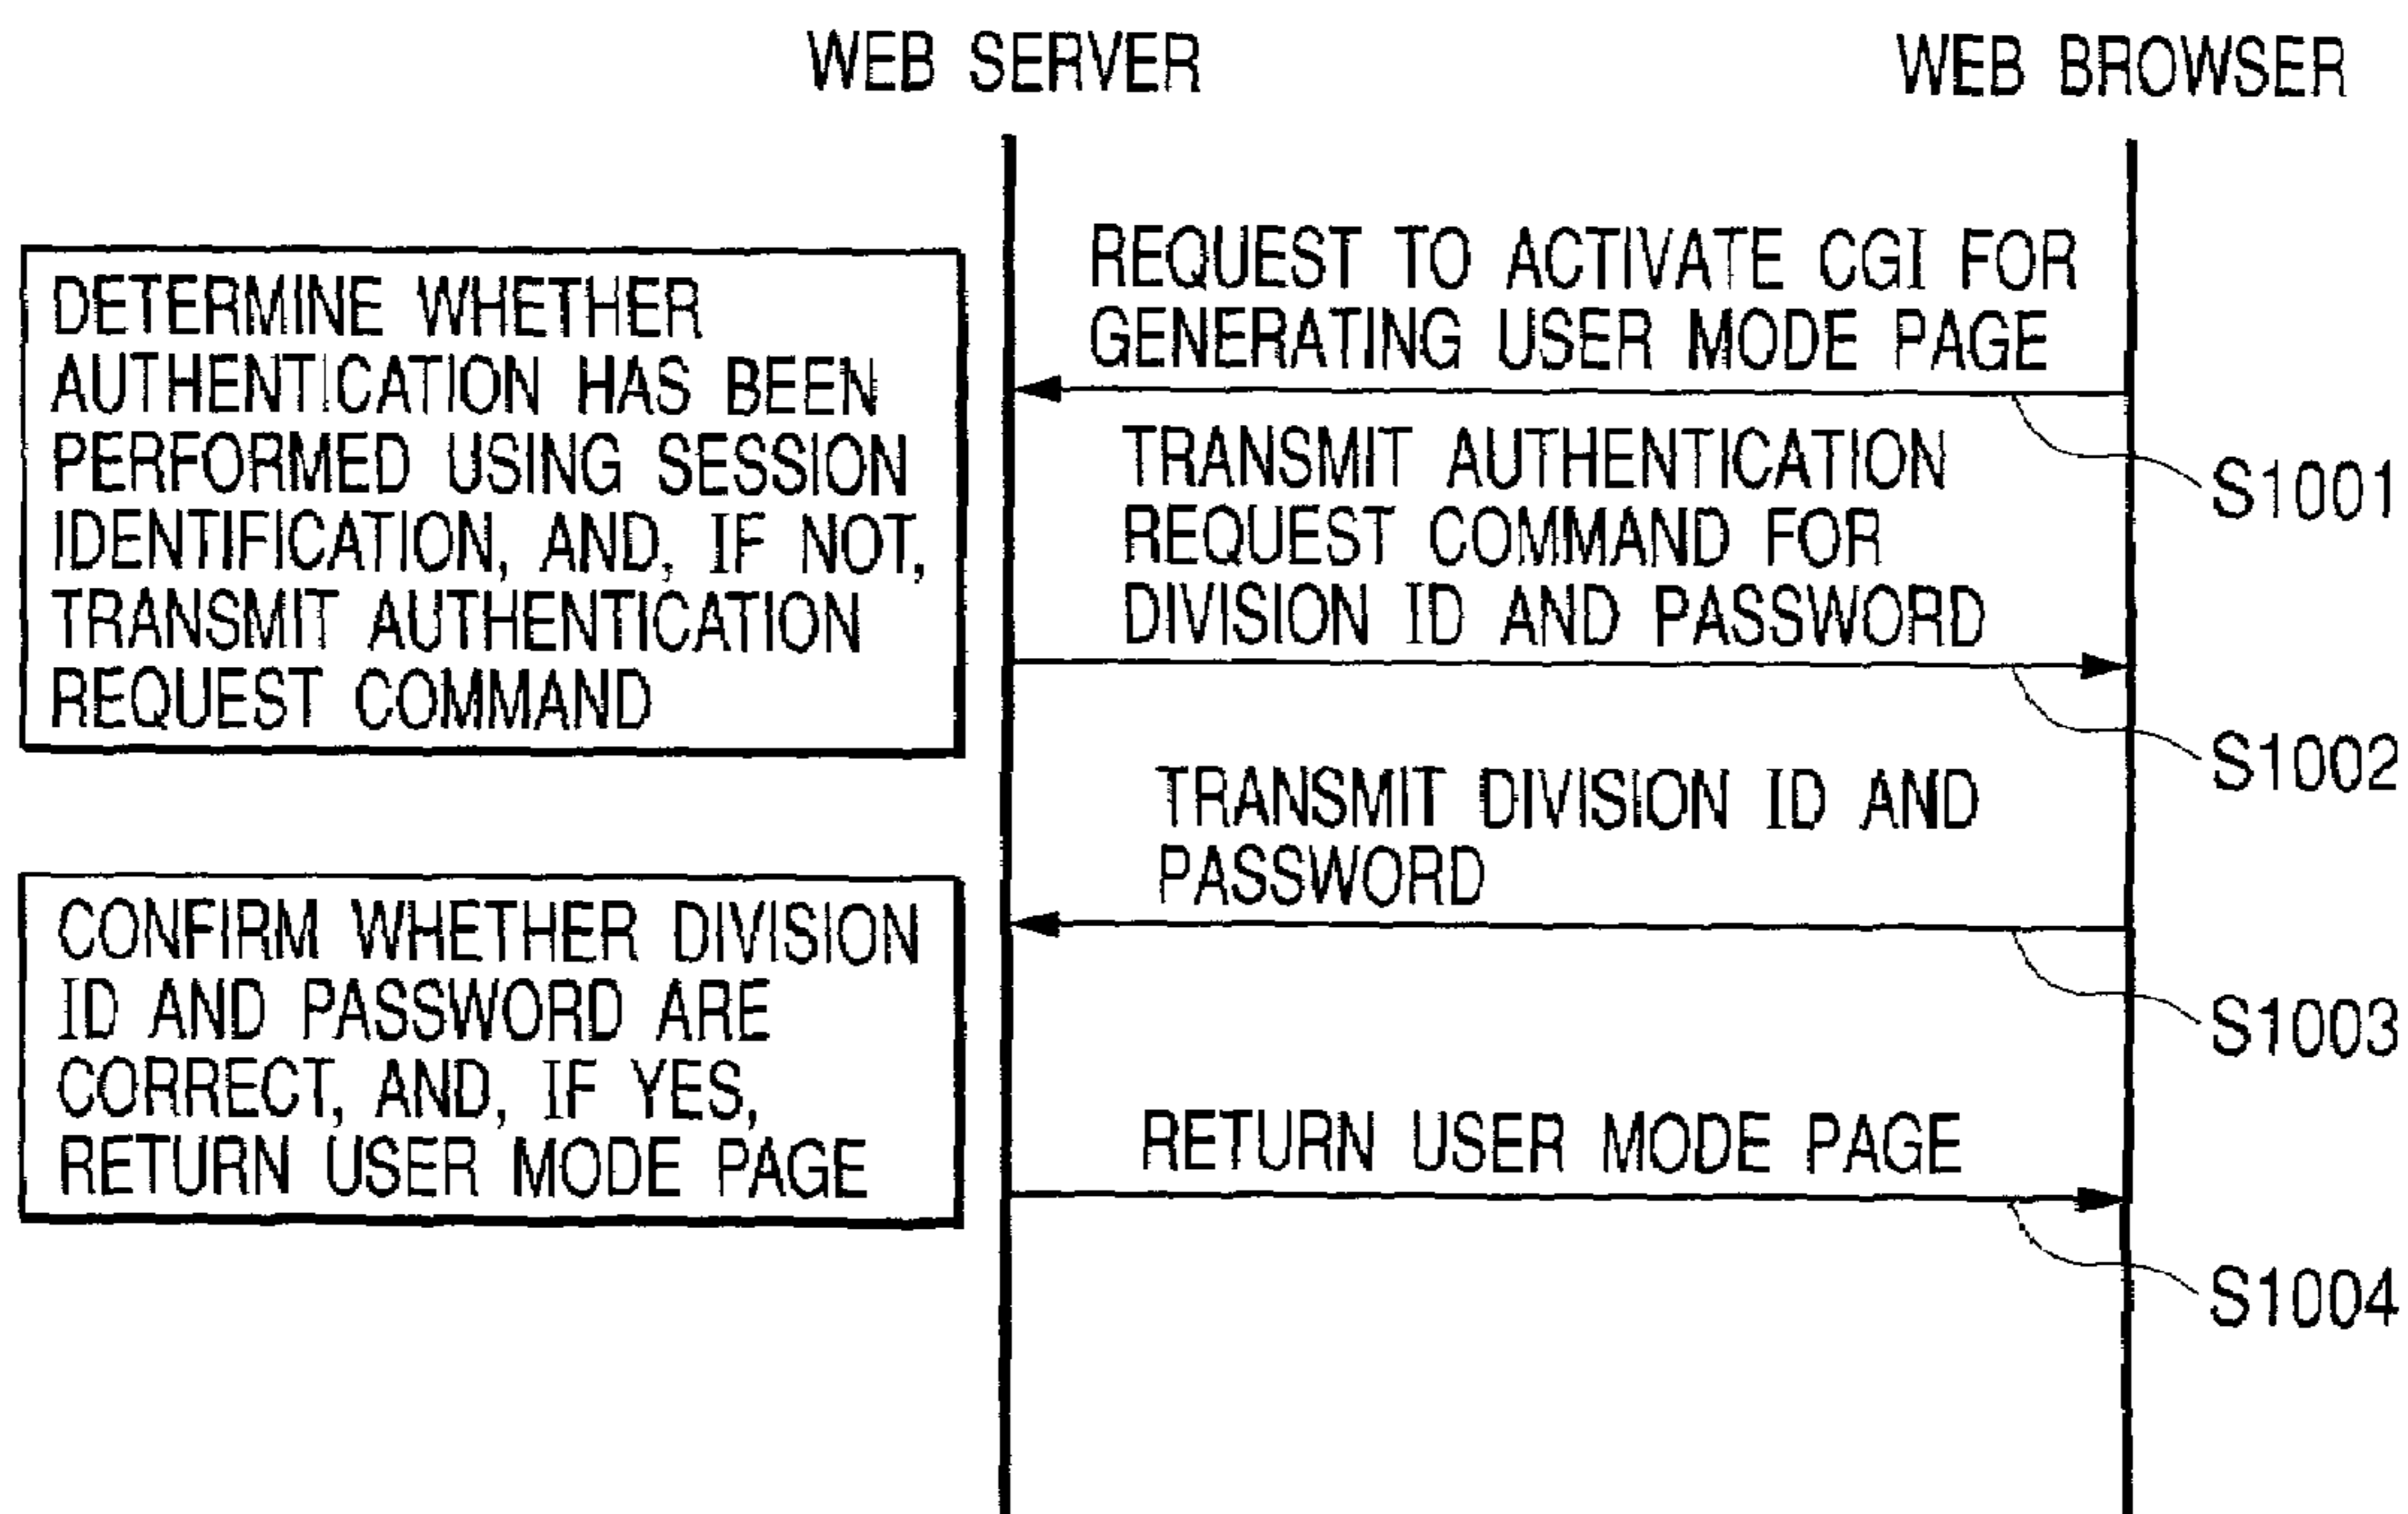 WEB SERVER
WEB BROWSER
DETERMINE WHETHER
AUTHENTICATION HAS BEEN
PERFORMED USING SESSION
IDENTIFICATION, AND, IF NOT,
TRANSMIT AUTHENTICATION
REQUEST COMMAND
REQUEST TO ACTIVATE CGI FOR
GENERATING USER MODE PAGE
S1001
TRANSMIT AUTHENTICATION
REQUEST COMMAND FOR
DIVISION ID AND PASSWORD
S1002
TRANSMIT DIVISION ID AND
PASSWORD
S1003
CONFIRM WHETHER DIVISION
ID AND PASSWORD ARE
CORRECT, AND, IF YES,
RETURN USER MODE PAGE
RETURN USER MODE PAGE
S1004